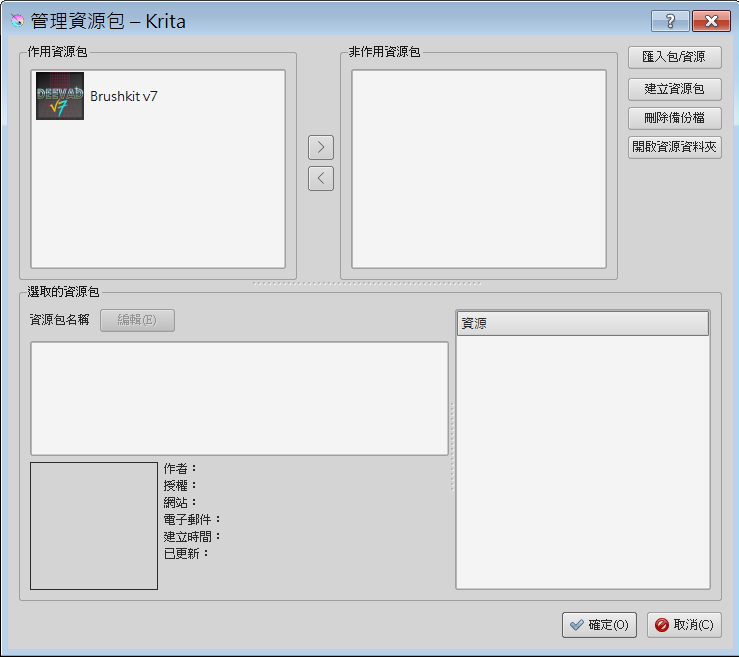 管理資源包 – Krita
作用資源包
非作用資源包
DEEVAD
v7
Brushkit v7
匯入包/資源
建立資源包
刪除備份檔
開啟資源資料夾
選取的資源包
資源包名稱
編輯(E)
資源
作者：
授權：
網站：
電子郵件：
建立時間：
已更新：
確定(O)
取消(C)